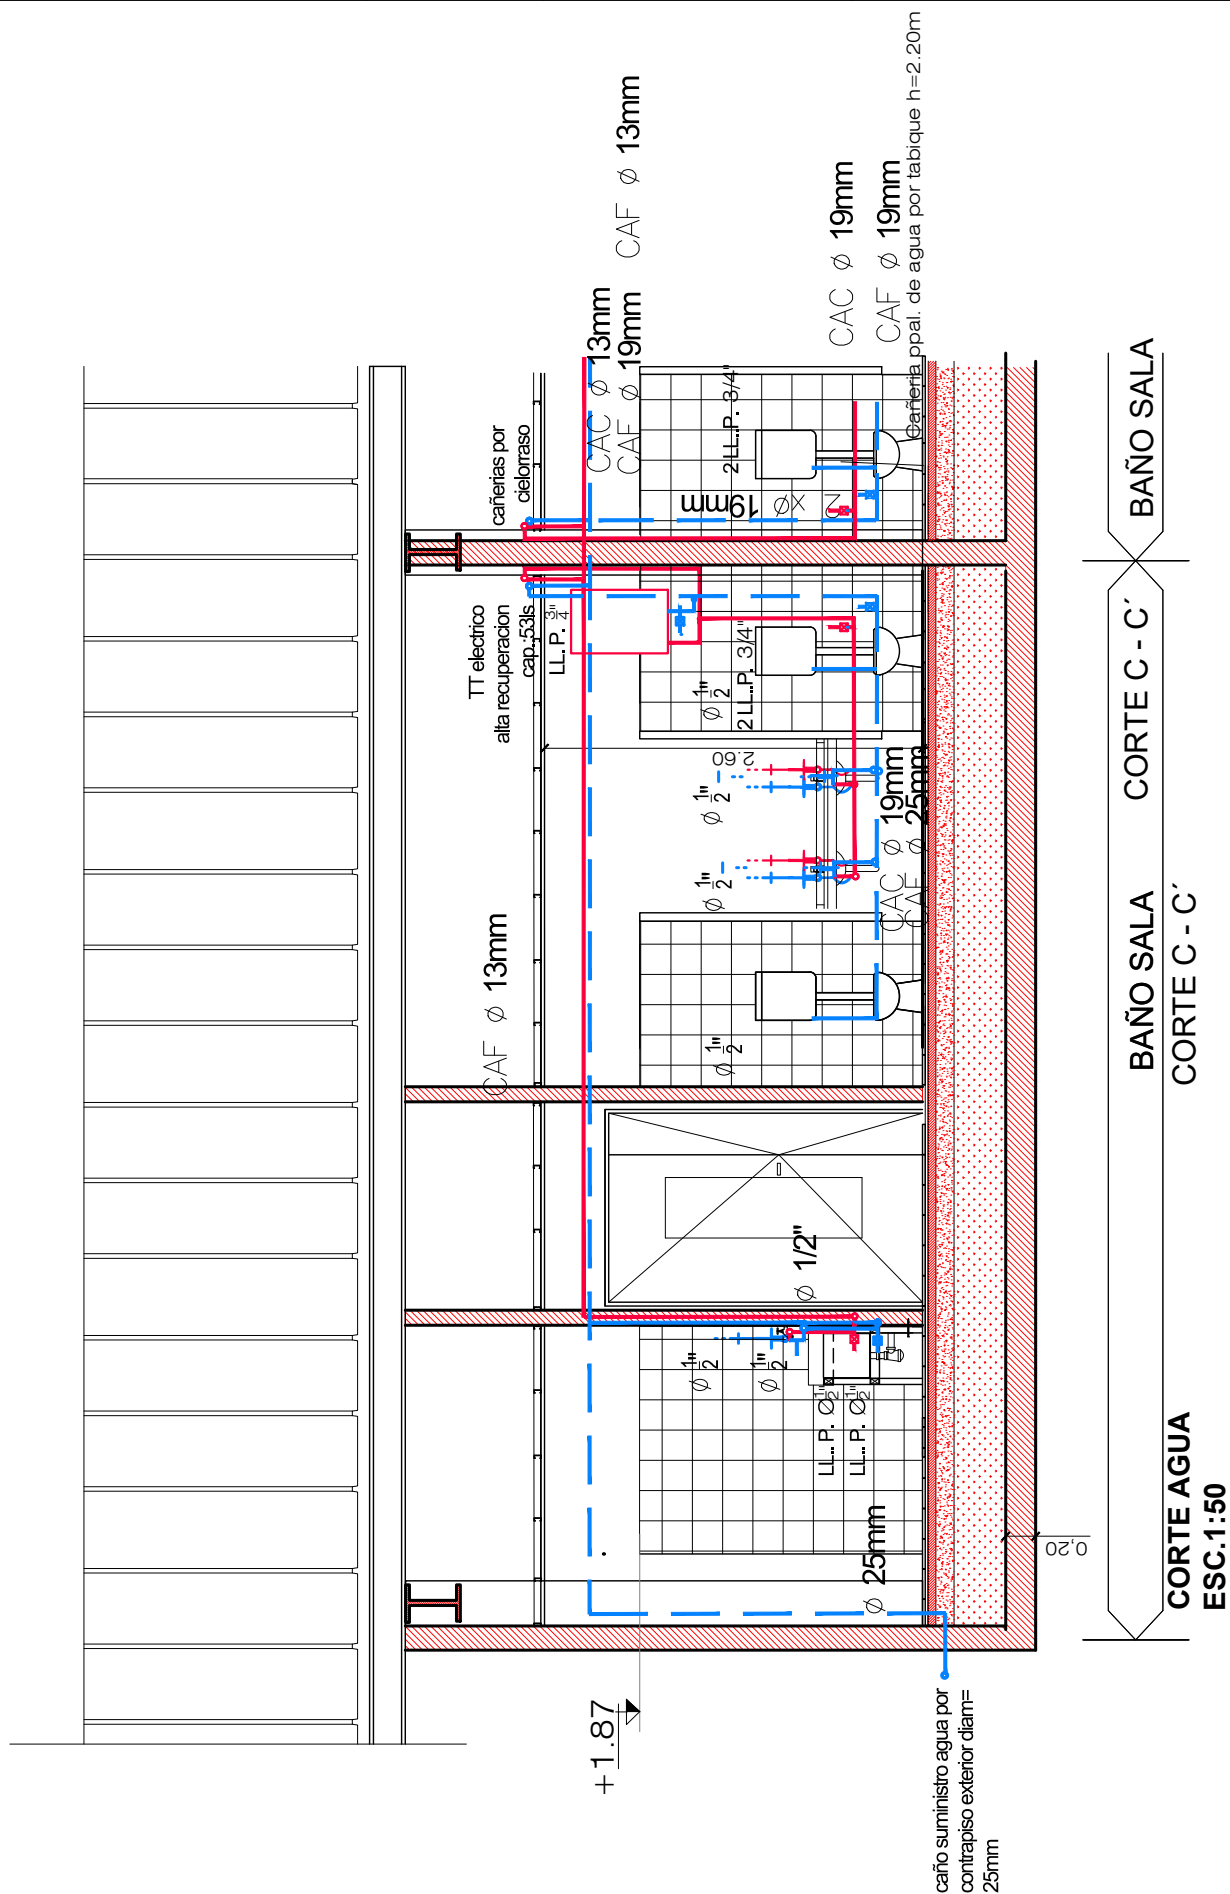 cañerias por
cielorraso
CAC ø 13mm
CAF ø 19mm
CAF ø 13mm
2 LL..P. 3/4"
19mm
CAC ø 19mm
CAF ø 19mm
Cañeria ppal. de agua por tabique h=2.20m
TT electrico
alta recuperacion
cap.:53ls
LL. P. 3/4"
ø 1/2"
2 LL..P. 3/4"
2.60
ø 1/2"
ø 1/2"
CAC ø 19mm
CAF ø 25mm
CAF ø 13mm
ø 1/2"
ø 1/2"
ø 1/2"
ø 1/2"
LL... P. Ø 1/2"
LL... P. Ø 1/2"
ø 25mm
+1.87
0,20
caño suministro agua por
contrapiso exterior diam=
25mm
BAÑO SALA
CORTE C - C´
BAÑO SALA
CORTE C - C´
CORTE AGUA
ESC.1:50